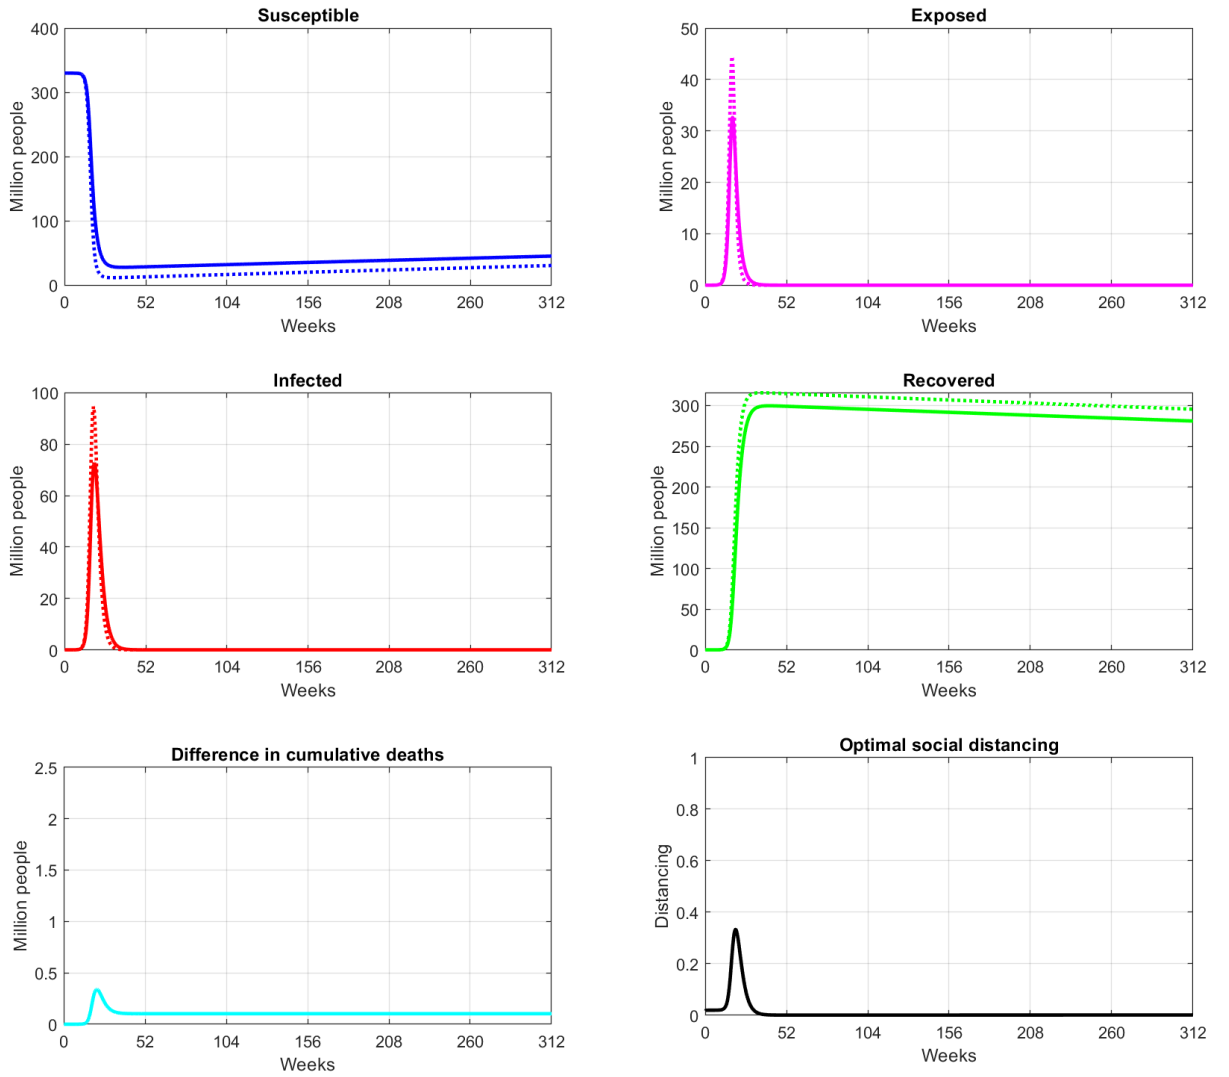 Susceptible
400
300
200
100
0
Million people
0 52 104 156 208 260 312
Weeks
Exposed
50
40
30
20
10
0
Million people
0 52 104 156 208 260 312
Weeks
Infected
100
80
60
40
20
0
Million people
0 52 104 156 208 260 312
Weeks
Recovered
300
250
200
150
100
50
0
Million people
0 52 104 156 208 260 312
Weeks
Difference in cumulative deaths
2.5
2
1.5
1
0.5
0
Million people
0 52 104 156 208 260 312
Weeks
Optimal social distancing
1
0.8
0.6
0.4
0.2
0
Distancing
0 52 104 156 208 260 312
Weeks